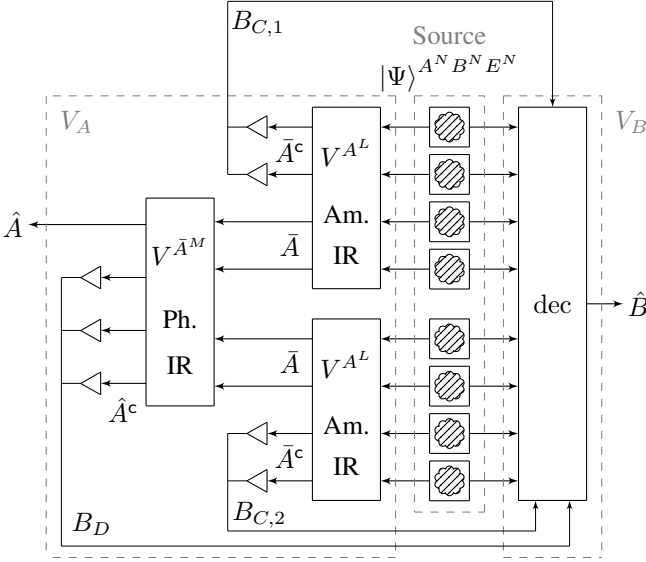 B_{C,1}
Source
|Ψ⟩^{A^N B^N E^N}
V_A
V_B
Ā^c
V^{A^L}
Am.
IR
Ā
Â
V^{Ā^M}
Ph.
IR
Â^c
dec
B̂
Ā
V^{A^L}
Am.
IR
Ā^c
B_{C,2}
B_D